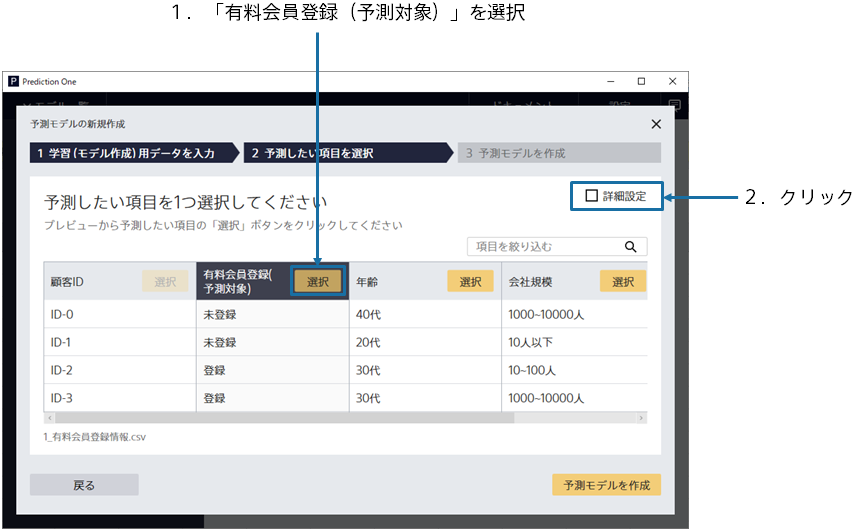 １．「有料会員登録（予測対象）」を選択
Prediction One
予測モデルの新規作成
1 学習(モデル作成)用データを入力
2 予測したい項目を選択
3 予測モデルを作成
予測したい項目を1つ選択してください
詳細設定
２．クリック
プレビューから予測したい項目の「選択」ボタンをクリックしてください
項目を絞り込む
顧客ID 選択 有料会員登録(
予測対象) 選択 年齢 選択 会社規模 選択
ID-0 未登録 40代 1000~10000人
ID-1 未登録 20代 10人以下
ID-2 登録 30代 10~100人
ID-3 登録 30代 1000~10000人
1_有料会員登録情報.csv
戻る
予測モデルを作成